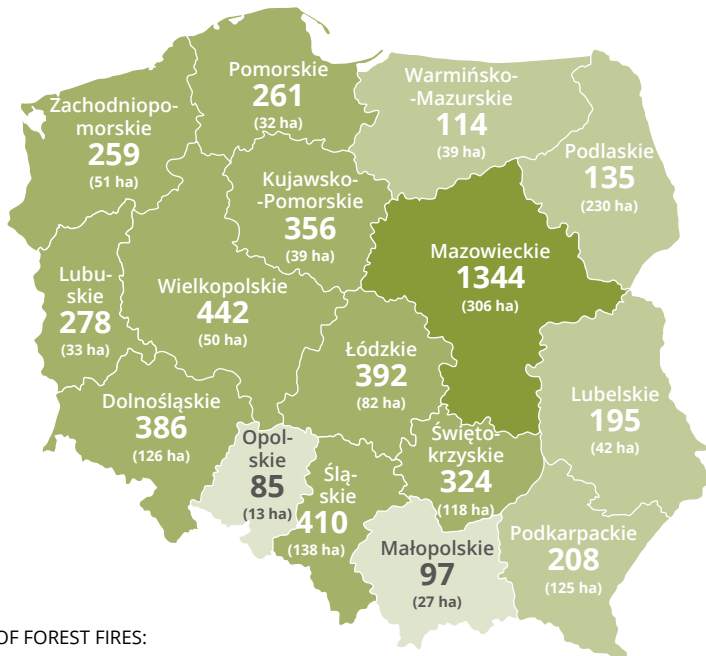 Pomorskie
261
(32 ha)
Warmińsko-
-Mazurskie
114
(39 ha)
Zachodniopo-
morskie
259
(51 ha)
Podlaskie
135
(230 ha)
Kujawsko-
-Pomorskie
356
(39 ha)
Mazowieckie
1344
(306 ha)
Lubu-
skie
278
(33 ha)
Wielkopolskie
442
(50 ha)
Łódzkie
392
(82 ha)
Dolnośląskie
386
(126 ha)
Lubelskie
195
(42 ha)
Opol-
skie
85
(13 ha)
Ślą-
skie
410
(138 ha)
Święto-
krzyskie
324
(118 ha)
Małopolskie
97
(27 ha)
Podkarpackie
208
(125 ha)
OF FOREST FIRES: